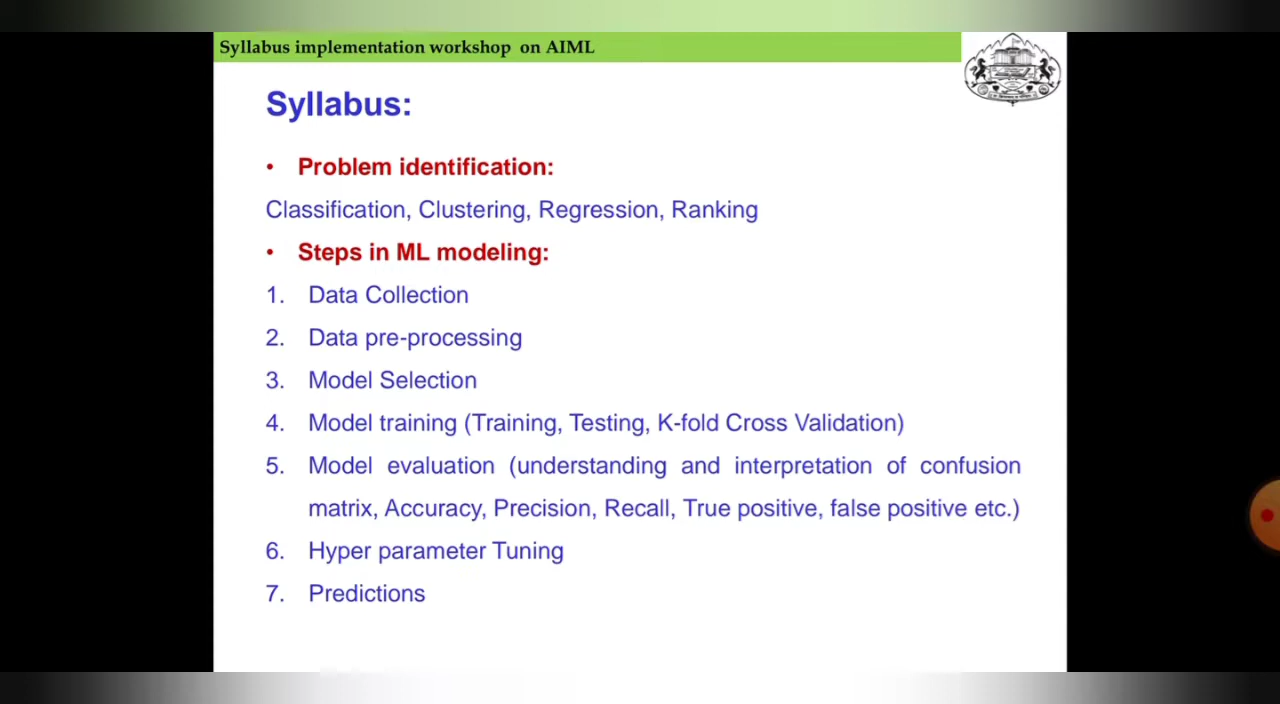 Syllabus implementation workshop on AIML
Syllabus:
• Problem identification:
Classification, Clustering, Regression, Ranking
• Steps in ML modeling:
1. Data Collection
2. Data pre-processing
3. Model Selection
4. Model training (Training, Testing, K-fold Cross Validation)
5. Model evaluation (understanding and interpretation of confusion
matrix, Accuracy, Precision, Recall, True positive, false positive etc.)
6. Hyper parameter Tuning
7. Predictions